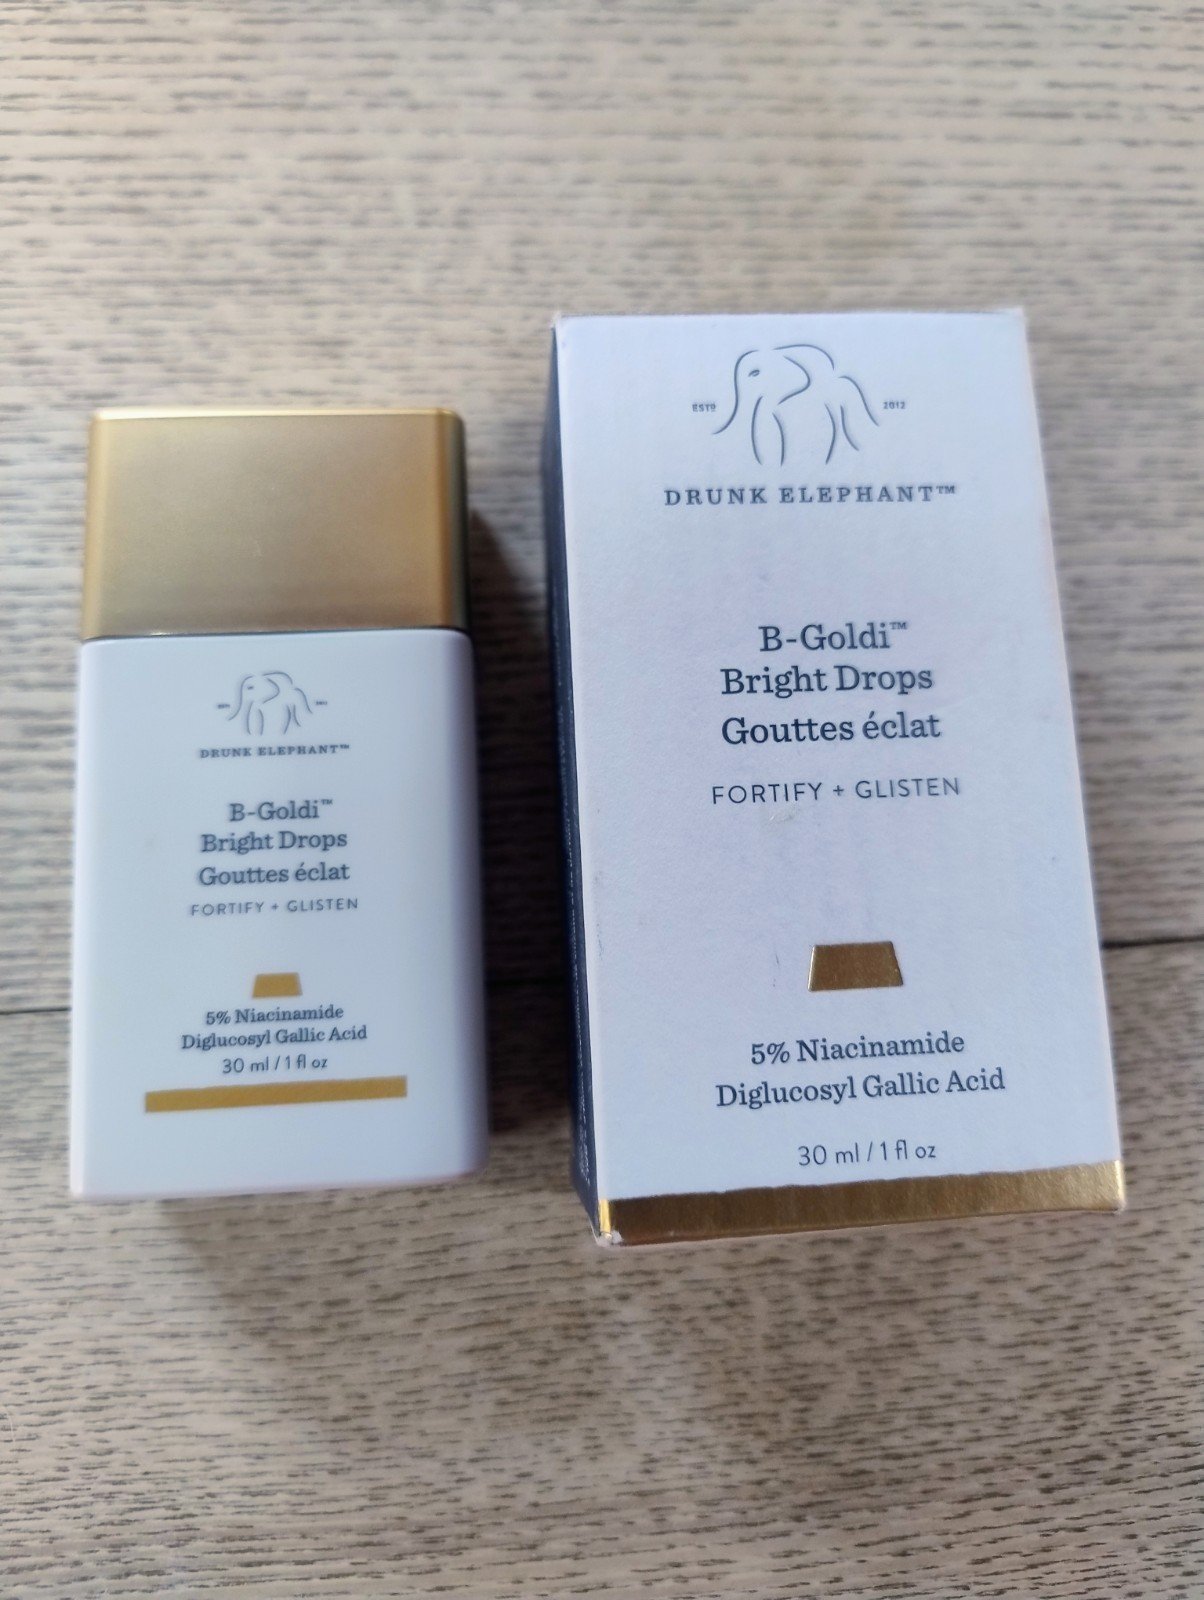 DRUNK ELEPHANT™
B-Goldi™
Bright Drops
Gouttes éclat
FORTIFY + GLISTEN
5% Niacinamide
Diglucosyl Gallic Acid
30 ml / 1 fl oz
ESTD 2012
DRUNK ELEPHANT™
B-Goldi™
Bright Drops
Gouttes éclat
FORTIFY + GLISTEN
5% Niacinamide
Diglucosyl Gallic Acid
30 ml / 1 fl oz